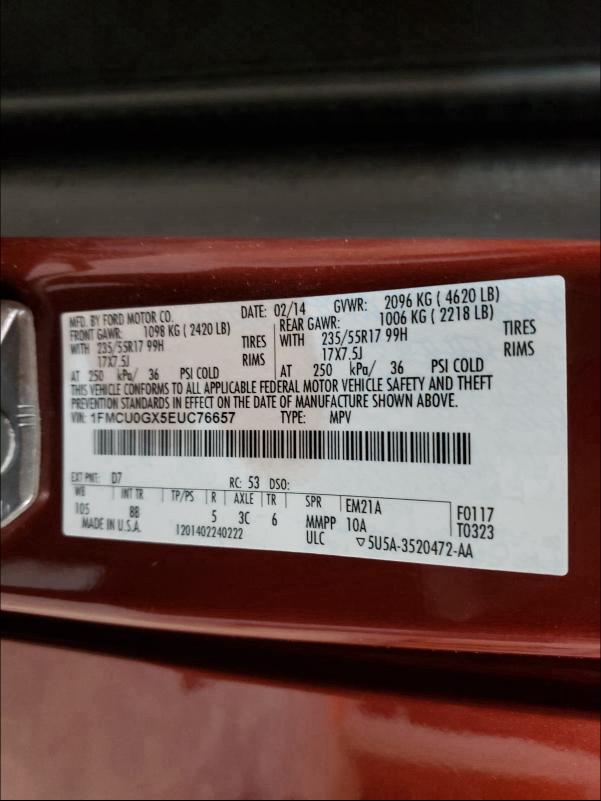 MFD. BY FORD MOTOR CO. DATE: 02/14 GVWR: 2096 KG ( 4620 LB)
FRONT GAWR: 1098 KG ( 2420 LB) REAR GAWR: 1006 KG ( 2218 LB)
WITH 235/55R17 99H TIRES WITH 235/55R17 99H TIRES
17X7.5J RIMS 17X7.5J RIMS
AT 250 kPa/ 36 PSI COLD AT 250 kPa/ 36 PSI COLD
THIS VEHICLE CONFORMS TO ALL APPLICABLE FEDERAL MOTOR VEHICLE SAFETY AND THEFT
PREVENTION STANDARDS IN EFFECT ON THE DATE OF MANUFACTURE SHOWN ABOVE.
VIN: 1FMCU0GX5EUC76657 TYPE: MPV
EXT PNT: D7 RC: 53 DSO:
WB INT TR TP/PS R AXLE TR SPR EM21A F0117
105 8B 5 3C 6 MMPP 10A T0323
MADE IN U.S.A. 1201402240222 ULC ▽5U5A-3520472-AA